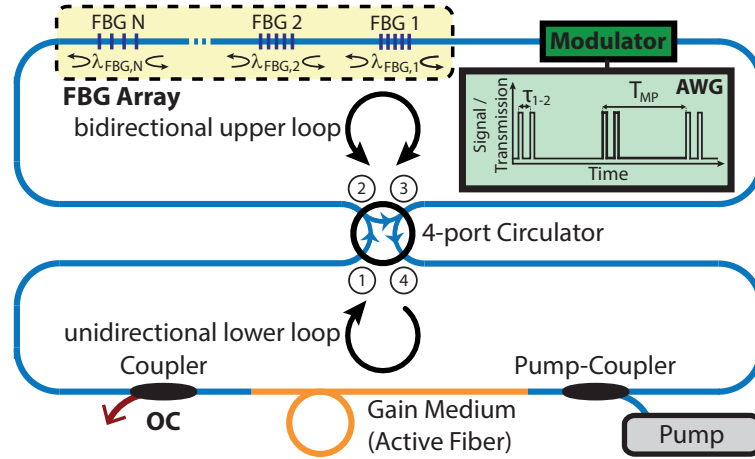 FBG N
FBG 2
FBG 1
λFBG,N
λFBG,2
λFBG,1
FBG Array
Modulator
AWG
Signal /
Transmission
τ1-2
TMP
Time
bidirectional upper loop
2
3
4-port Circulator
1
4
unidirectional lower loop
Coupler
OC
Gain Medium
(Active Fiber)
Pump-Coupler
Pump